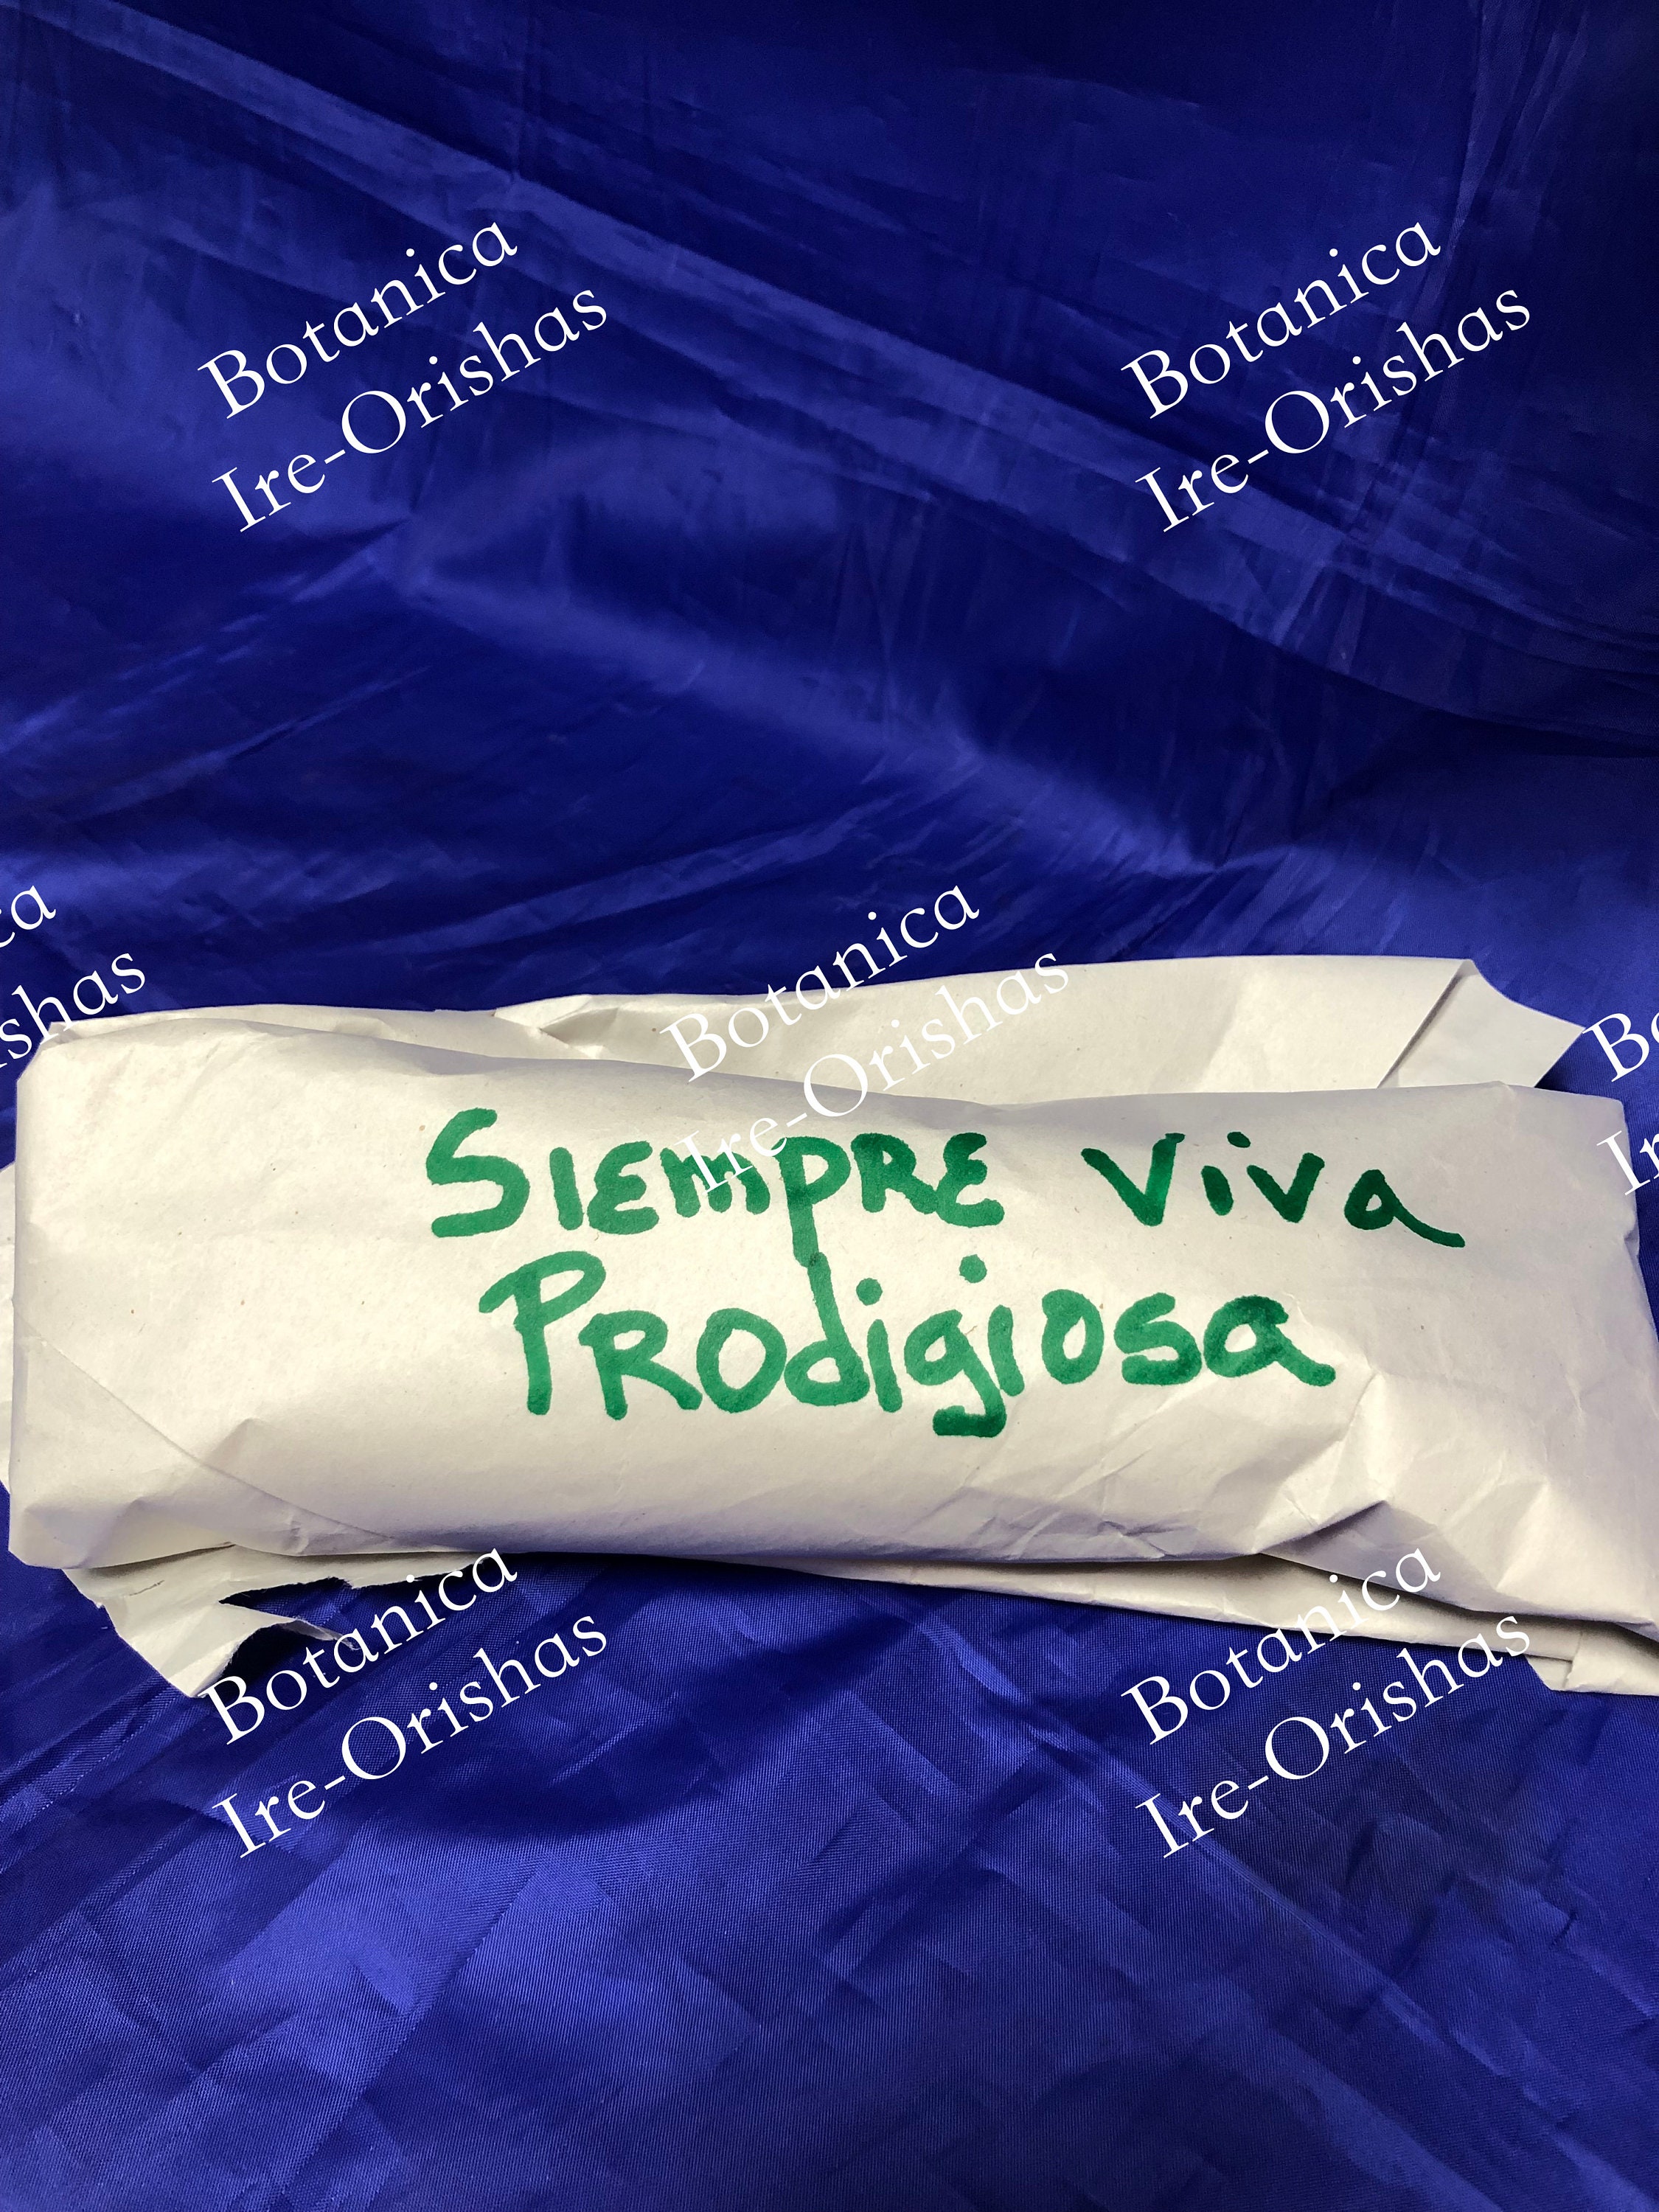 Botanica
Ire-Orishas
Botanica
Ire-Orishas
Botanica
Ire-Orishas
SIEMPRE Viva
PRodigiosa
Botanica
Ire-Orishas
Botanica
Ire-Orishas